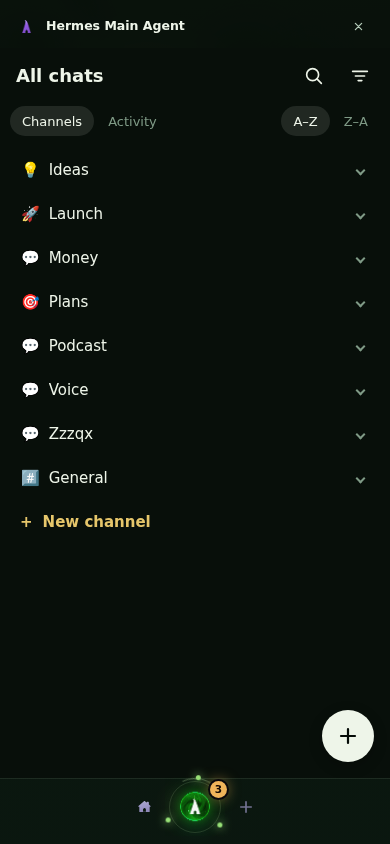 Hermes Main Agent
All chats
Channels Activity A–Z Z–A
Ideas
Launch
Money
Plans
Podcast
Voice
Zzzqx
#️⃣ General
+ New channel
3